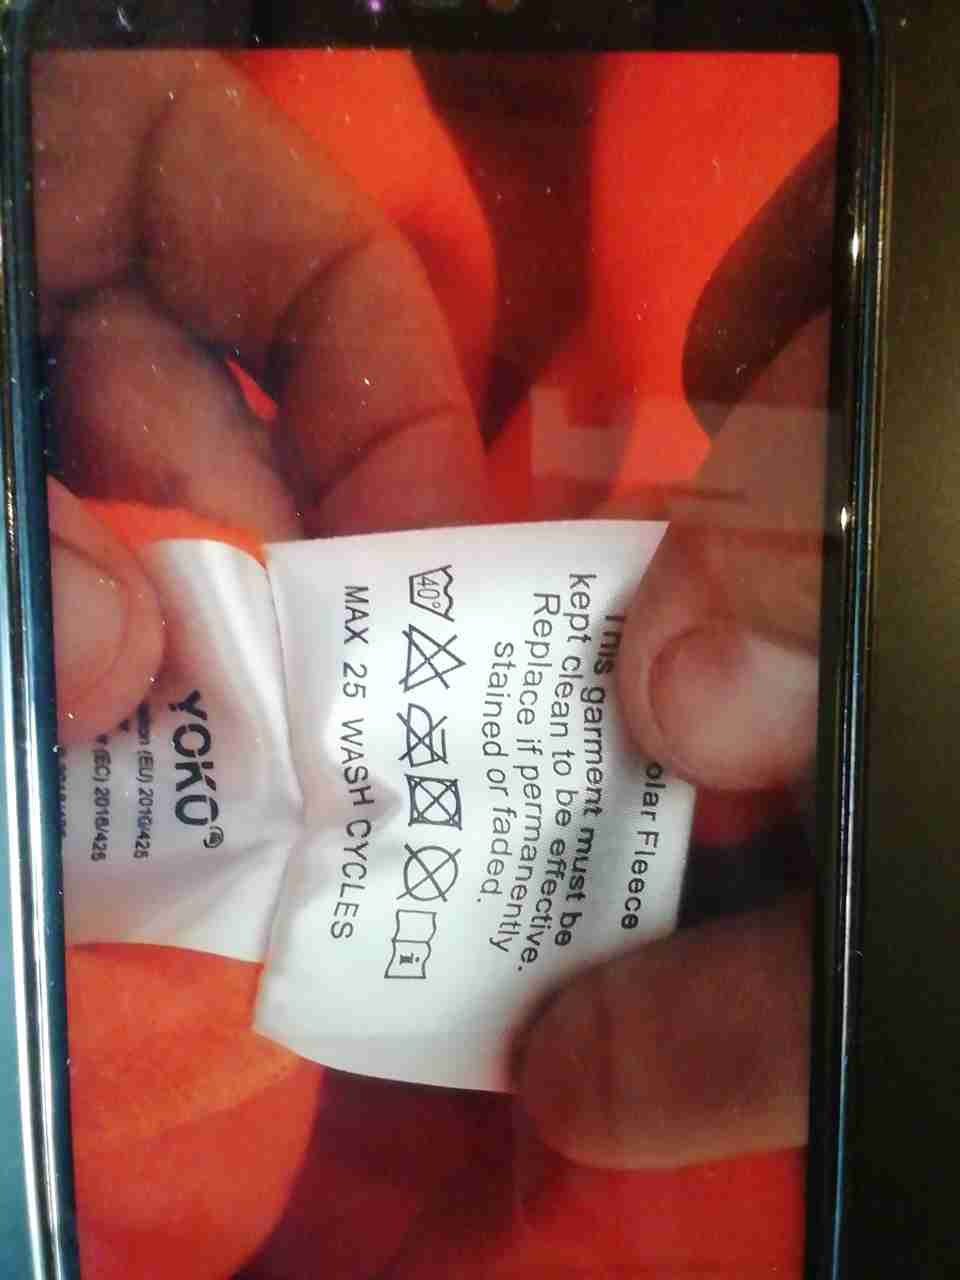 olar Fleece
This garment must be
kept clean to be effective.
Replace if permanently
stained or faded.
40°
i
MAX 25 WASH CYCLES
YOKO®
(EU) 2016/425
(EC) 2016/425